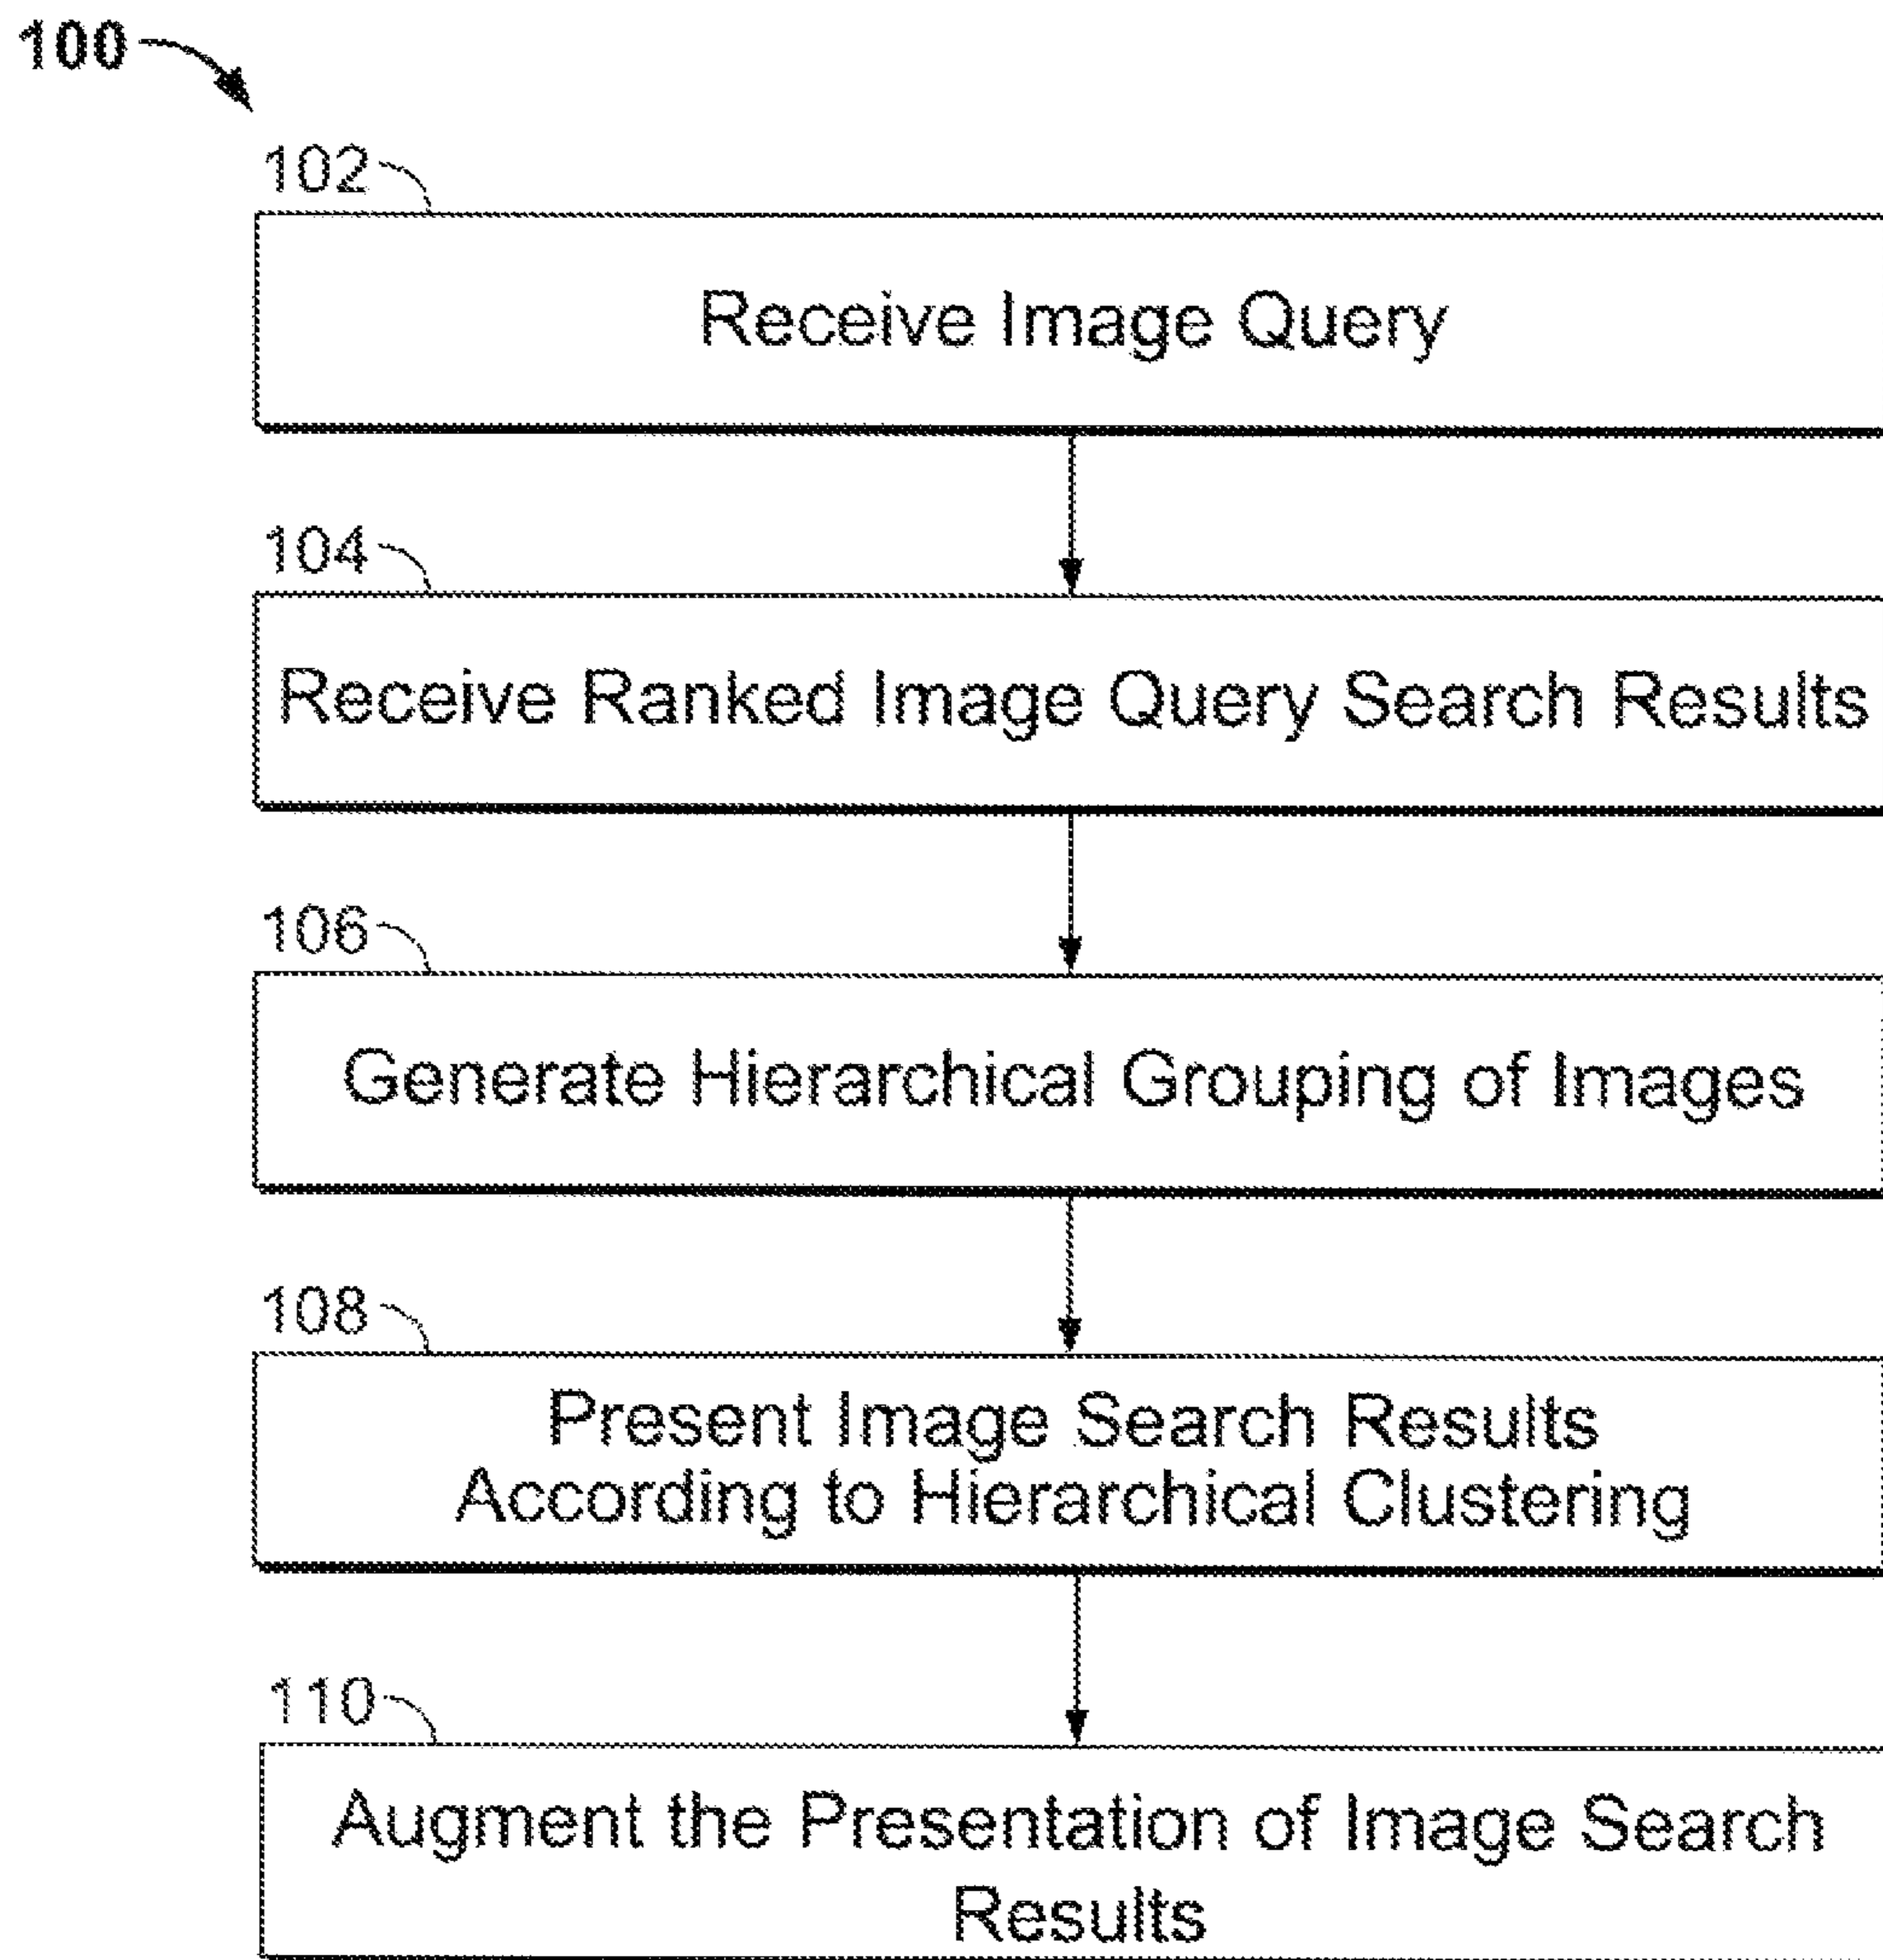 100
102
Receive Image Query
104
Receive Ranked Image Query Search Results
106
Generate Hierarchical Grouping of Images
108
Present Image Search Results
According to Hierarchical Clustering
110
Augment the Presentation of Image Search
Results